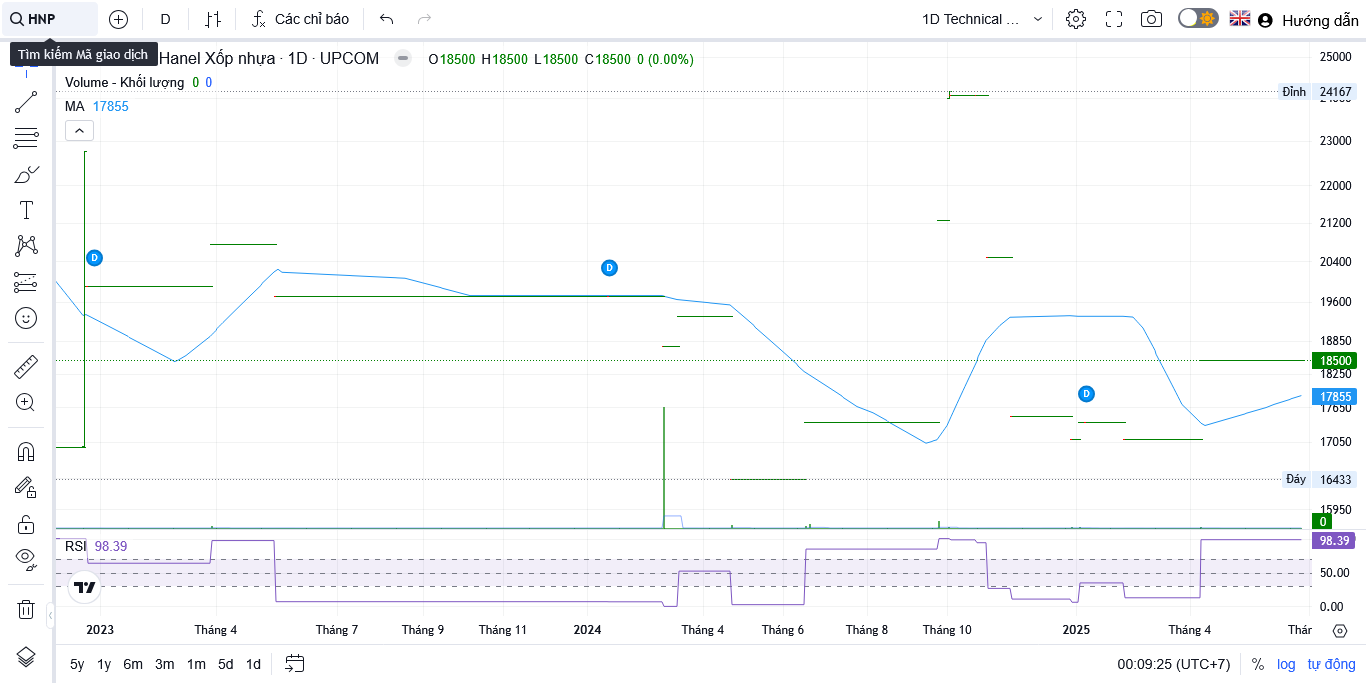 HNP D Các chỉ báo 1D Technical ... Hướng dẫn
Tìm kiếm Mã giao dịch
Hanel Xốp nhựa · 1D · UPCOM O18500 H18500 L18500 C18500 0 (0.00%)
Volume - Khối lượng 0 0
MA 17855
25000
Đỉnh 24167
23000
22000
21200
20400
19600
18850
18500
18250
17855
17650
17050
Đáy 16433
15950
0
D
D
D
RSI 98.39
98.39
50.00
0.00
2023 Tháng 4 Tháng 7 Tháng 9 Tháng 11 2024 Tháng 4 Tháng 6 Tháng 8 Tháng 10 2025 Tháng 4 Thár
5y 1y 6m 3m 1m 5d 1d 00:09:25 (UTC+7) % log tự động